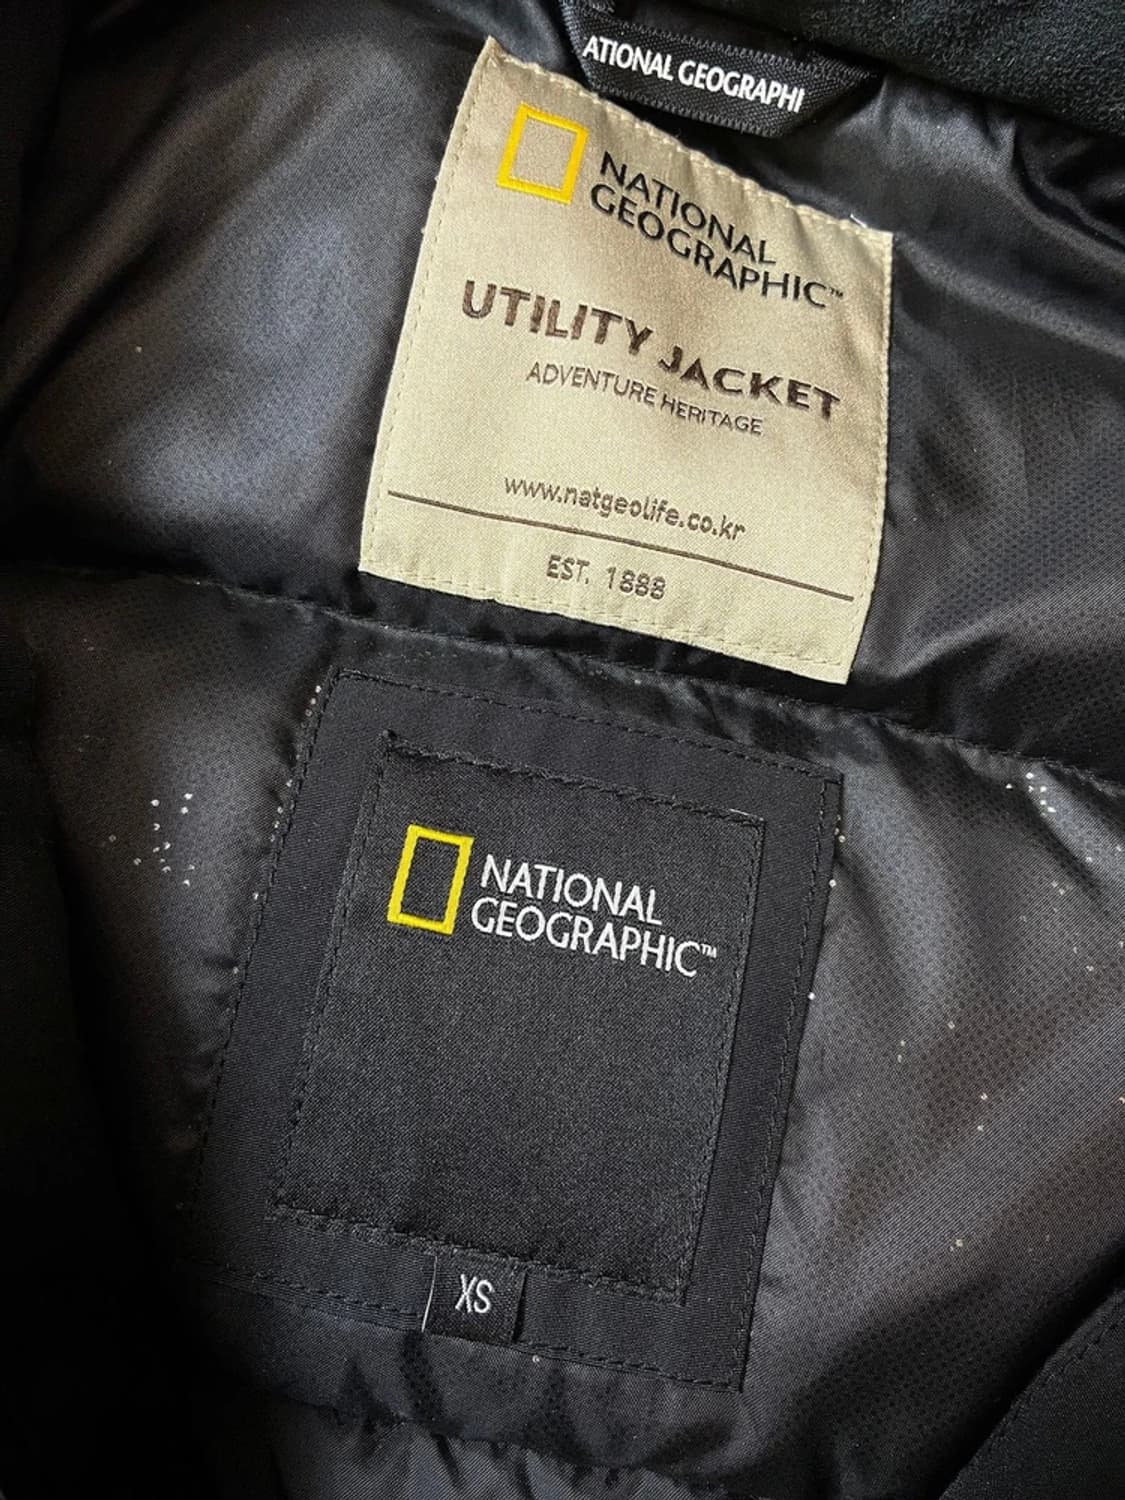 ATIONAL GEOGRAPHI
NATIONAL
GEOGRAPHIC™
UTILITY JACKET
ADVENTURE HERITAGE
www.natgeolife.co.kr
EST. 1888
NATIONAL
GEOGRAPHIC™
XS